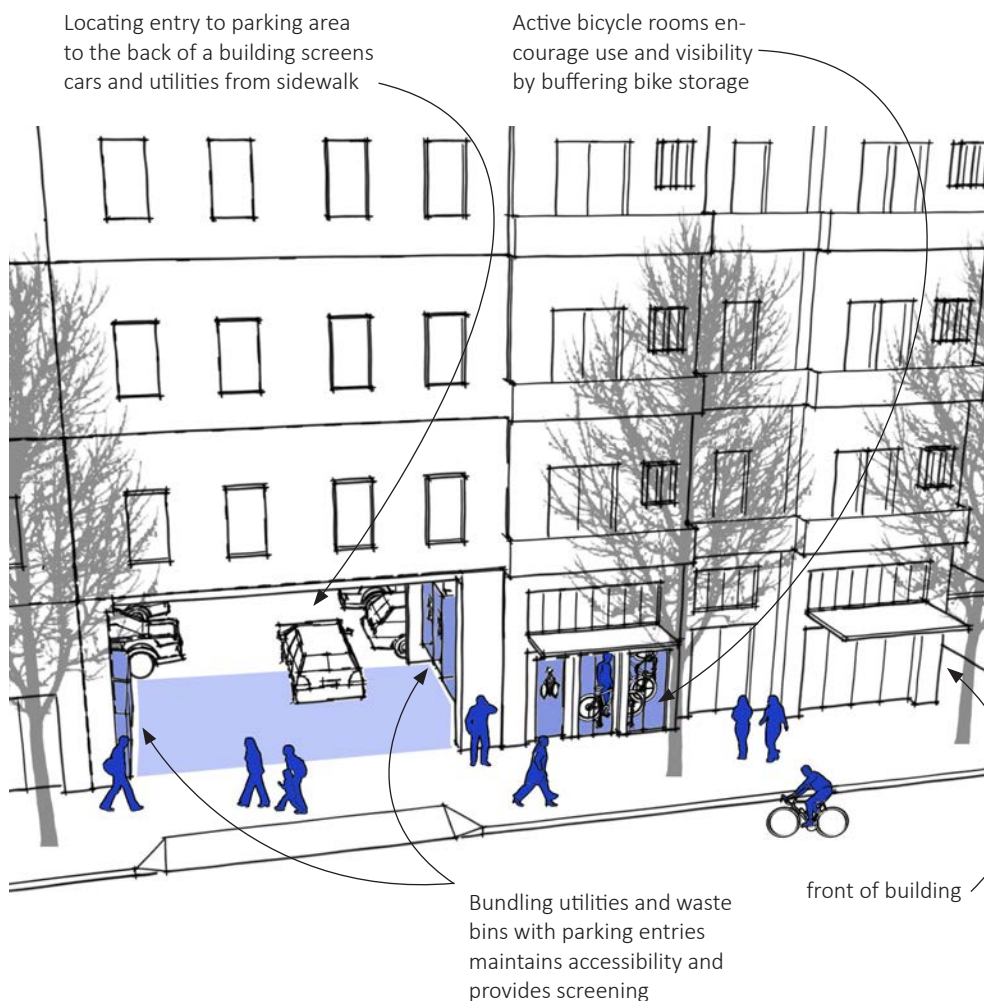 Locating entry to parking area
to the back of a building screens
cars and utilities from sidewalk
Active bicycle rooms en-
courage use and visibility
by buffering bike storage
front of building
Bundling utilities and waste
bins with parking entries
maintains accessibility and
provides screening